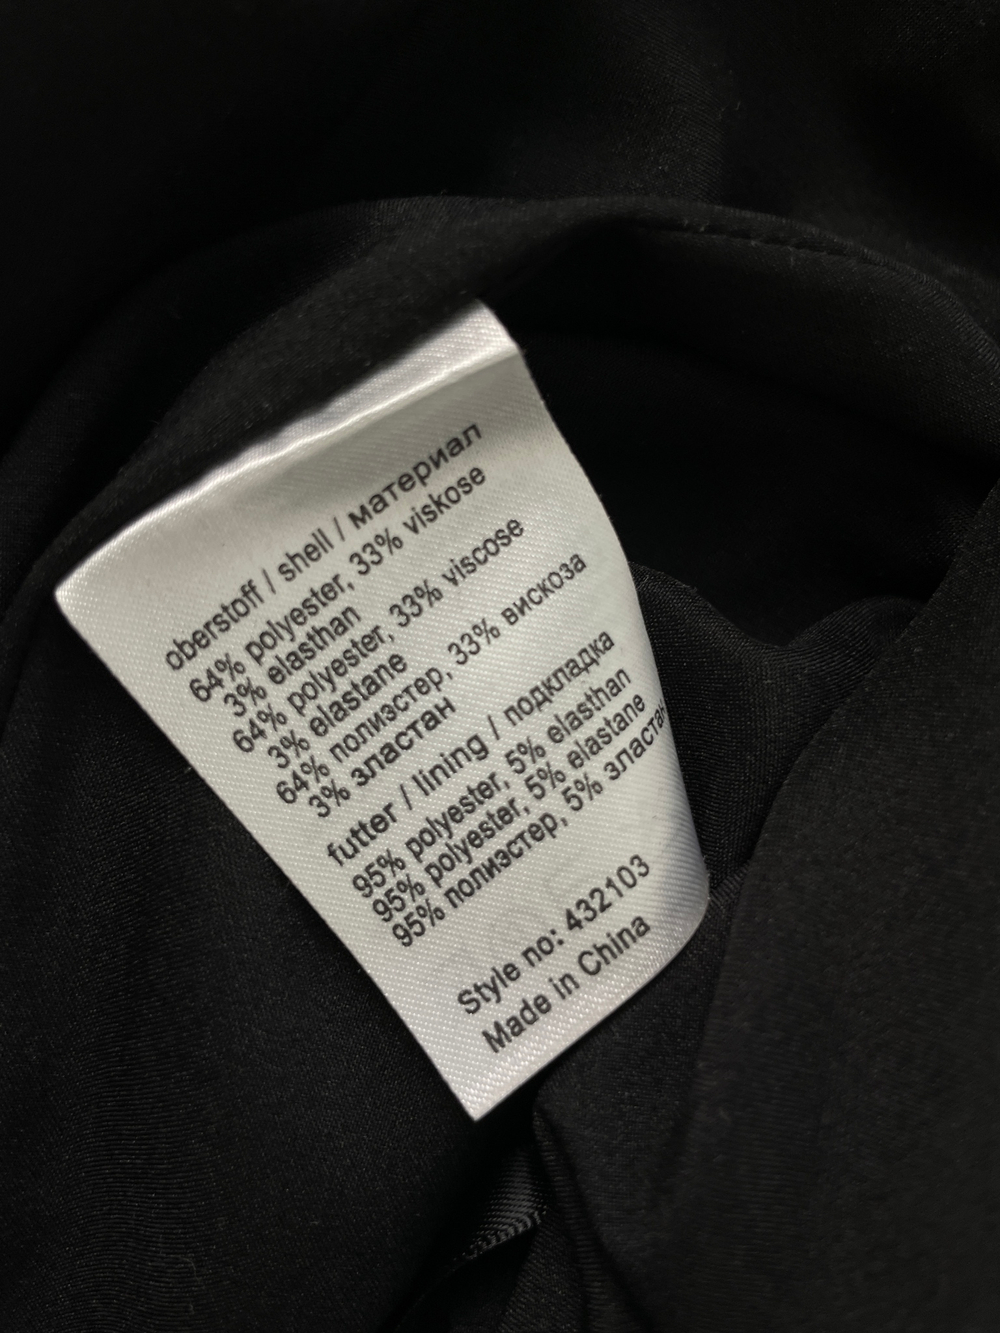 oberstoff / shell / материал
64% polyester, 33% viskose
3% elasthan
64% polyester, 33% viscose
3% elastane
64% полиэстер, 33% вискоза
3% эластан
futter / lining / подкладка
95% polyester, 5% elasthan
95% polyester, 5% elastane
95% полиэстер, 5% эластан
Style no: 432103
Made in China